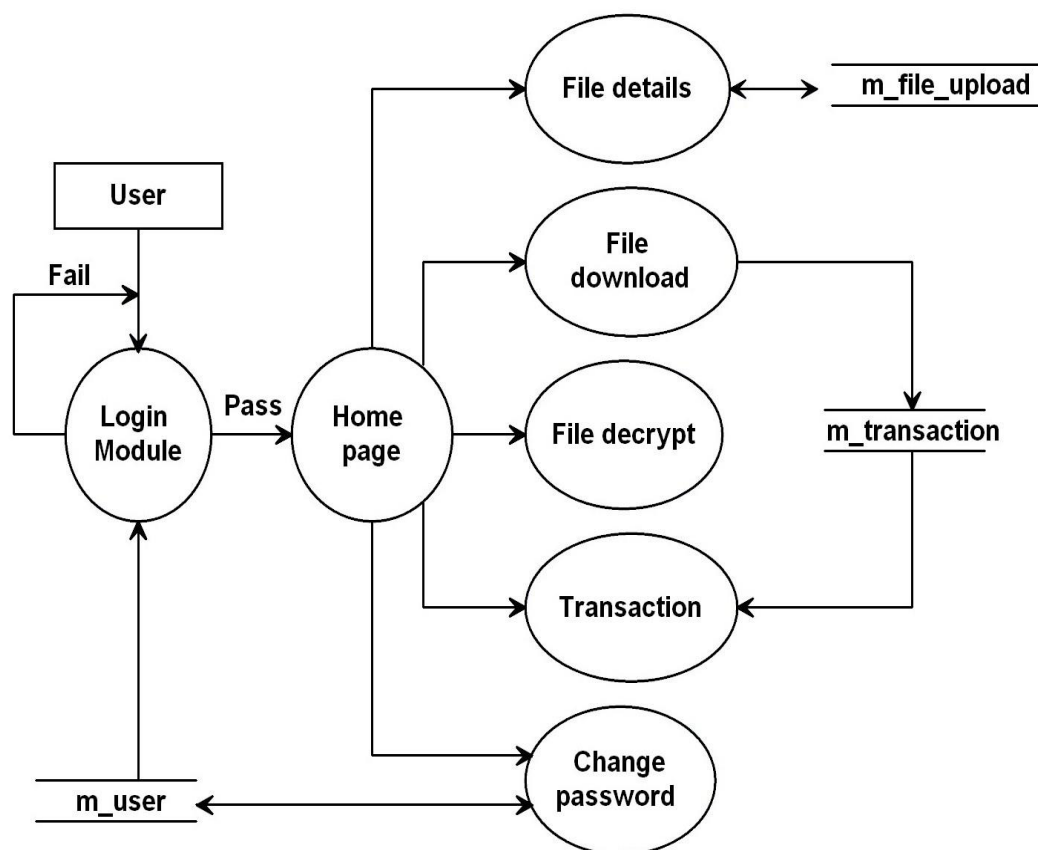 File details
m_file_upload
User
File
download
Fail
Login
Module
Pass
Home
page
File decrypt
m_transaction
Transaction
Change
password
m_user